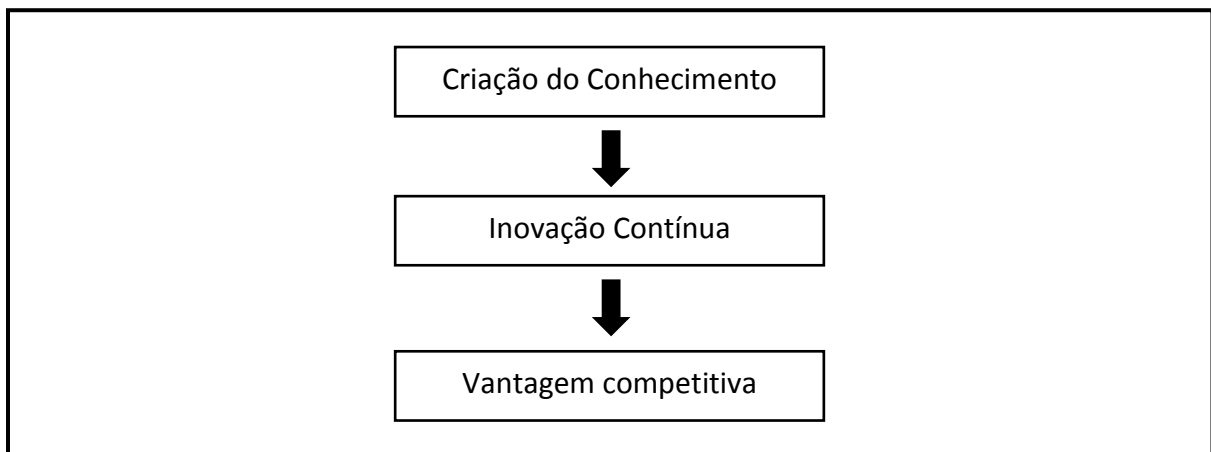 Criação do Conhecimento
Inovação Contínua
Vantagem competitiva